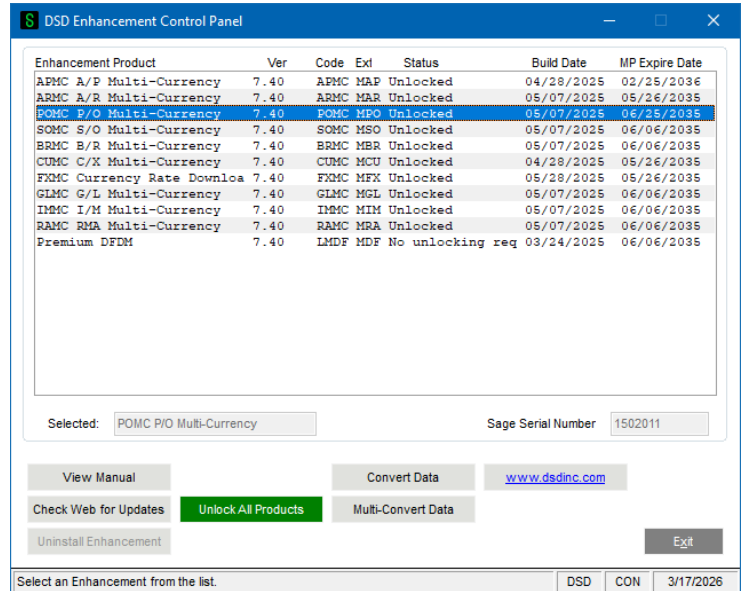 S DSD Enhancement Control Panel
Enhancement Product Ver Code Ext Status Build Date MP Expire Date
APMC A/P Multi-Currency 7.40 APMC MAP Unlocked 04/28/2025 02/25/2036
ARMC A/R Multi-Currency 7.40 ARMC MAR Unlocked 05/07/2025 05/26/2035
POMC P/O Multi-Currency 7.40 POMC MPO Unlocked 05/07/2025 06/25/2035
SOMC S/O Multi-Currency 7.40 SOMC MSO Unlocked 05/07/2025 06/06/2035
BRMC B/R Multi-Currency 7.40 BRMC MBR Unlocked 05/07/2025 06/06/2035
CUMC C/X Multi-Currency 7.40 CUMC MCU Unlocked 04/28/2025 05/26/2035
FXMC Currency Rate Downloa 7.40 FXMC MFX Unlocked 05/28/2025 05/26/2035
GLMC G/L Multi-Currency 7.40 GLMC MGL Unlocked 05/07/2025 06/06/2035
IMMC I/M Multi-Currency 7.40 IMMC MIM Unlocked 05/07/2025 06/06/2035
RAMC RMA Multi-Currency 7.40 RAMC MRA Unlocked 05/07/2025 06/06/2035
Premium DFDM 7.40 LMDF MDF No unlocking req 03/24/2025 06/06/2035
Selected: POMC P/O Multi-Currency Sage Serial Number 1502011
View Manual Convert Data www.dsdinc.com
Check Web for Updates Unlock All Products Multi-Convert Data
Uninstall Enhancement Exit
Select an Enhancement from the list. DSD CON 3/17/2026